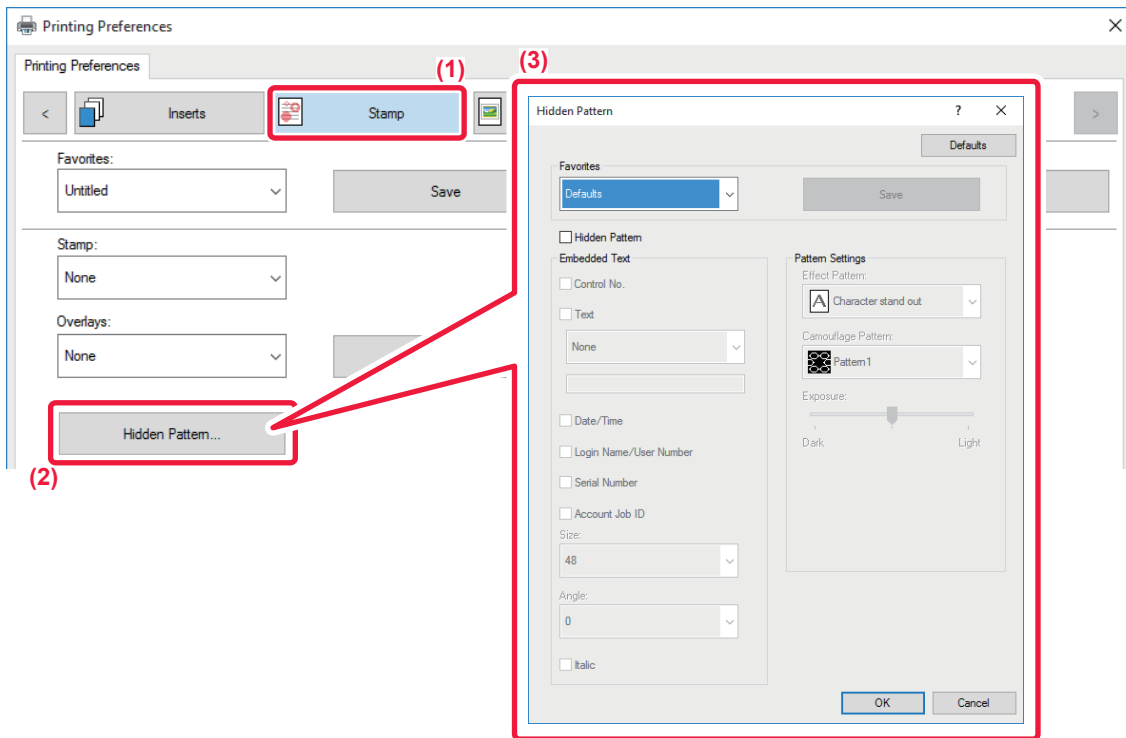 Printing Preferences
Printing Preferences
(1)
(3)
<
Inserts
Stamp
>
Favorites:
Untitled
Save
Stamp:
None
Overlays:
None
Hidden Pattern...
(2)
Hidden Pattern
?
Defaults
Favorites
Defaults
Save
Hidden Pattern
Embedded Text
Control No.
Text
None
Date/Time
Login Name/User Number
Serial Number
Account Job ID
Size:
48
Angle:
0
Italic
Pattern Settings
Effect Pattern:
A Character stand out
Camouflage Pattern:
Pattern1
Exposure:
Dark Light
OK Cancel